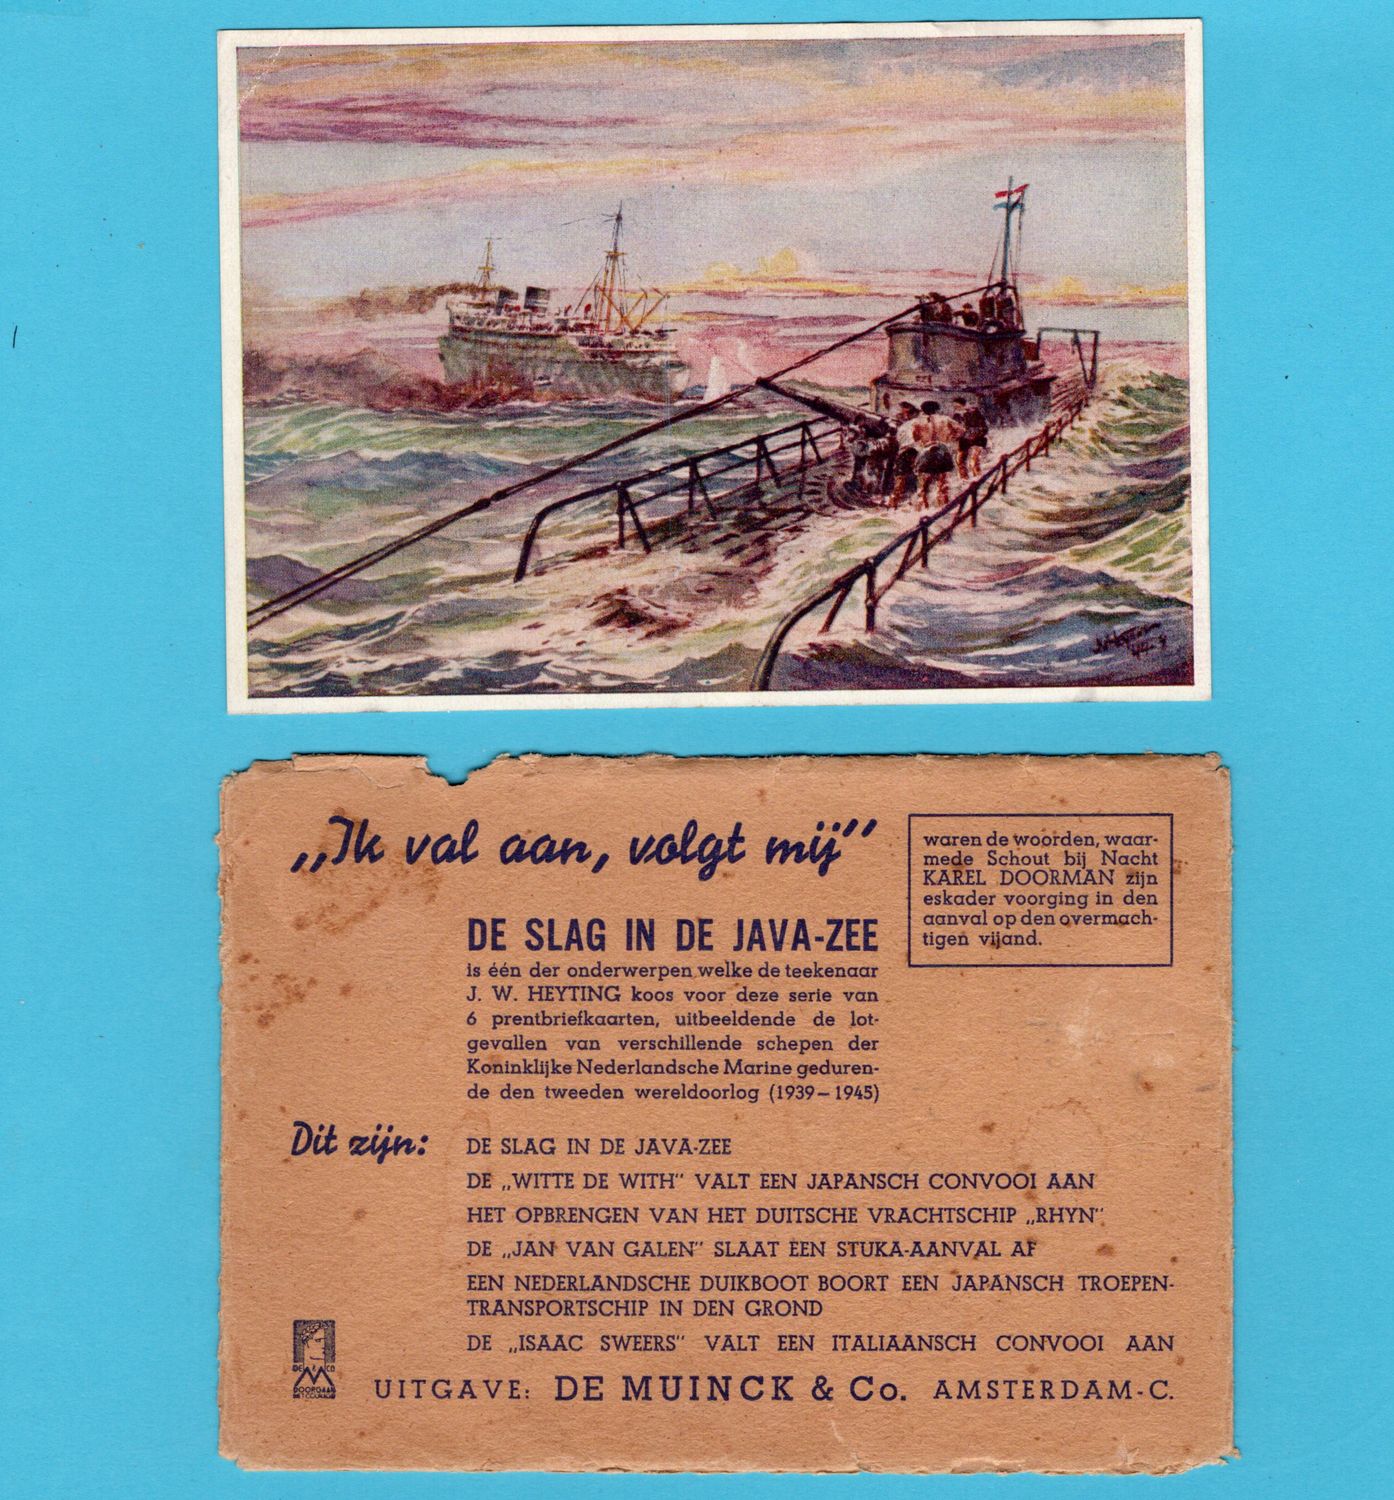 „Ik val aan, volgt mij”
waren de woorden, waar-
mede Schout bij Nacht
KAREL DOORMAN zijn
eskader voorging in den
aanval op den overmach-
tigen vijand.
DE SLAG IN DE JAVA-ZEE
is één der onderwerpen welke de teekenaar
J. W. HEYTING koos voor deze serie van
6 prentbriefkaarten, uitbeeldende de lot-
gevallen van verschillende schepen der
Koninklijke Nederlandsche Marine geduren-
de den tweeden wereldoorlog (1939–1945)
Dit zijn:
DE SLAG IN DE JAVA-ZEE
DE „WITTE DE WITH” VALT EEN JAPANSCH CONVOOI AAN
HET OPBRENGEN VAN HET DUITSCHE VRACHTSCHIP „RHYN”
DE „JAN VAN GALEN” SLAAT EEN STUKA-AANVAL AF
EEN NEDERLANDSCHE DUIKBOOT BOORT EEN JAPANSCH TROEPEN-
TRANSPORTSCHIP IN DEN GROND
DE „ISAAC SWEERS” VALT EEN ITALIAANSCH CONVOOI AAN
UITGAVE: DE MUINCK & Co. AMSTERDAM-C.